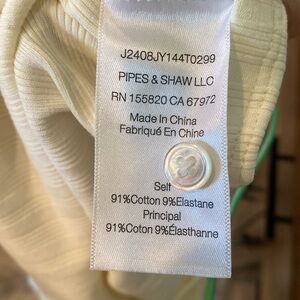 J2408JY144T0299
PIPES & SHAW LLC
RN 155820 CA 67972
Made In China
Fabriqué En Chine
Self
91%Cotton 9%Elastane
Principal
91%Coton 9%Élasthanne